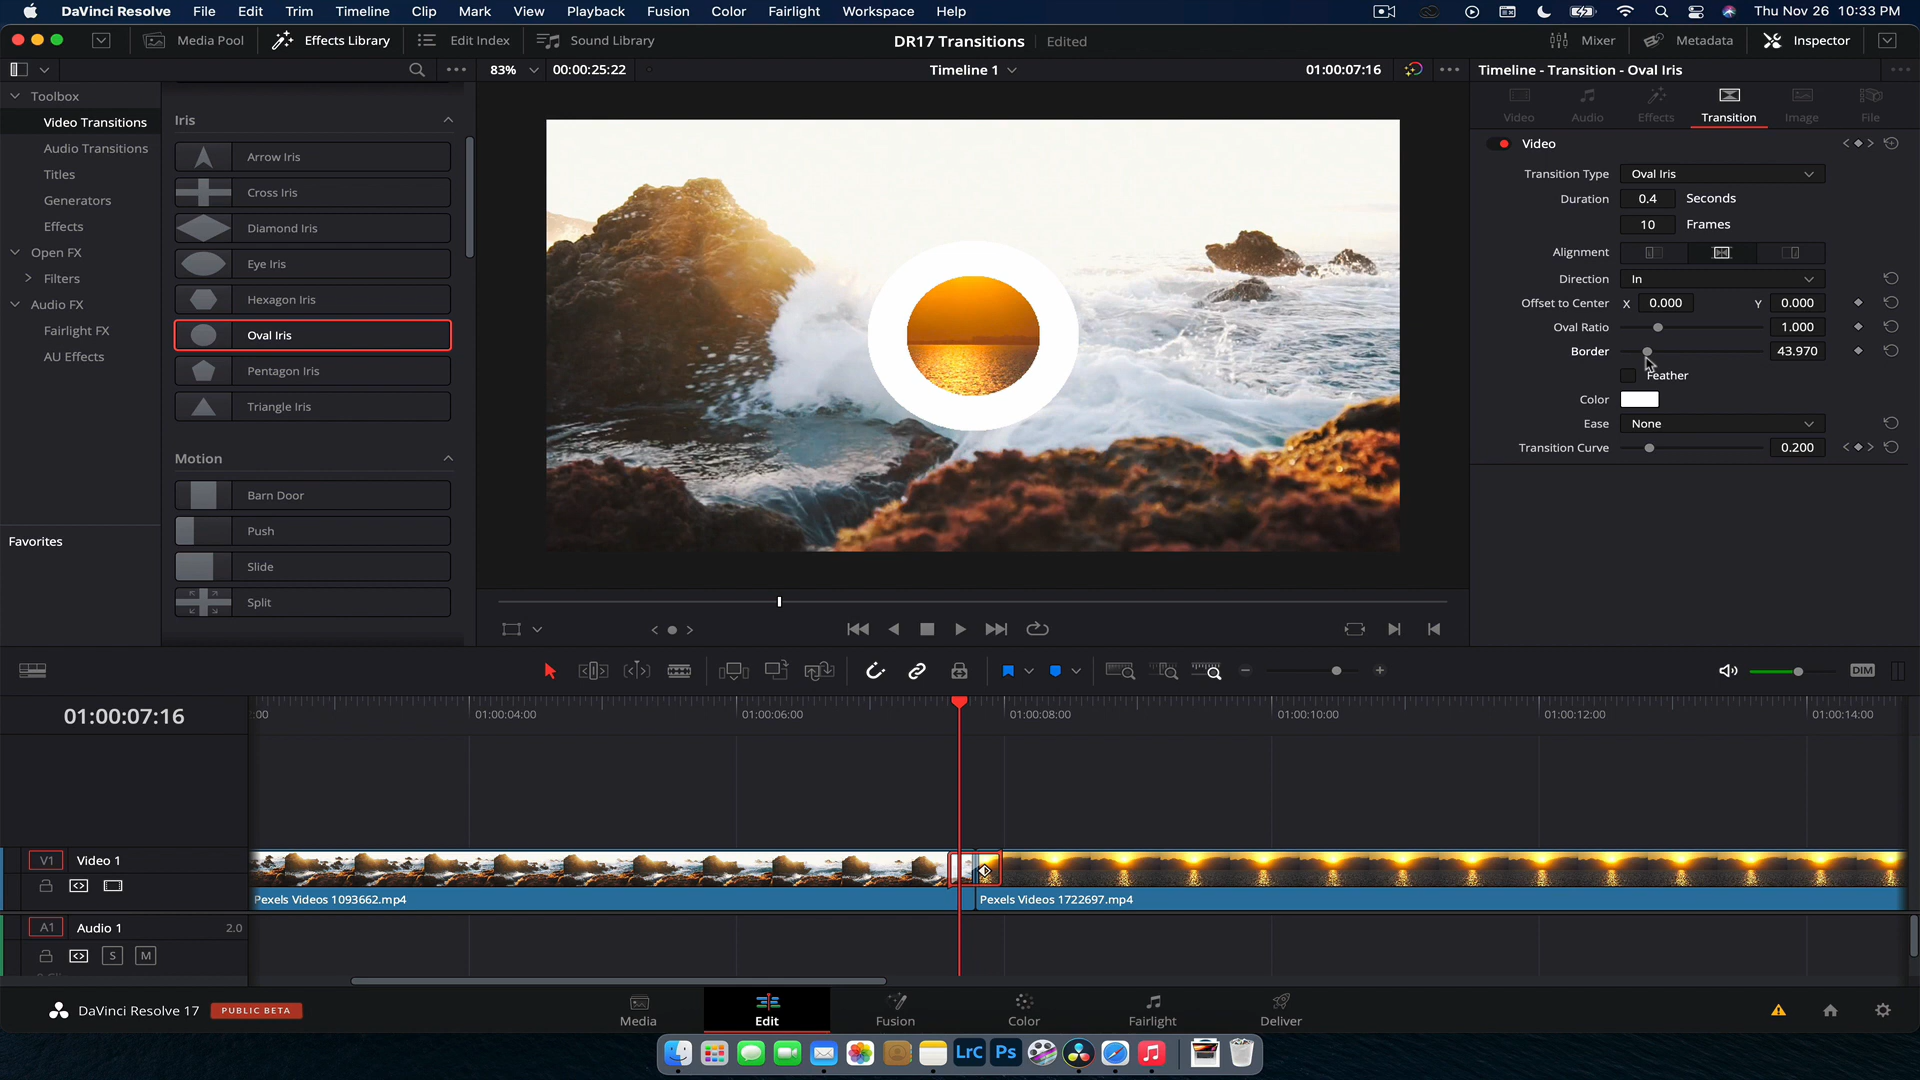 DaVinci Resolve File Edit Trim Timeline Clip Mark View Playback Fusion Color Fairlight Workspace Help Thu Nov 26 10:33 PM
Media Pool Effects Library Edit Index Sound Library DR17 Transitions Edited Mixer Metadata Inspector
83% 00:00:25:22 Timeline 1 01:00:07:16 Timeline - Transition - Oval Iris
Toolbox
Video Transitions
Audio Transitions
Titles
Generators
Effects
Open FX
Filters
Audio FX
Fairlight FX
AU Effects
Favorites
Iris
Arrow Iris
Cross Iris
Diamond Iris
Eye Iris
Hexagon Iris
Oval Iris
Pentagon Iris
Triangle Iris
Motion
Barn Door
Push
Slide
Split
Video Audio Effects Transition Image File
Video
Transition Type Oval Iris
Duration 0.4 Seconds
10 Frames
Alignment
Direction In
Offset to Center X 0.000 Y 0.000
Oval Ratio 1.000
Border 43.970
Feather
Color
Ease None
Transition Curve 0.200
DIM
01:00:07:16
:00 01:00:04:00 01:00:06:00 01:00:08:00 01:00:10:00 01:00:12:00 01:00:14:00
V1 Video 1
Pexels Videos 1093662.mp4 Pexels Videos 1722697.mp4
A1 Audio 1 2.0
S M
DaVinci Resolve 17 PUBLIC BETA
Media Edit Fusion Color Fairlight Deliver
LrC Ps